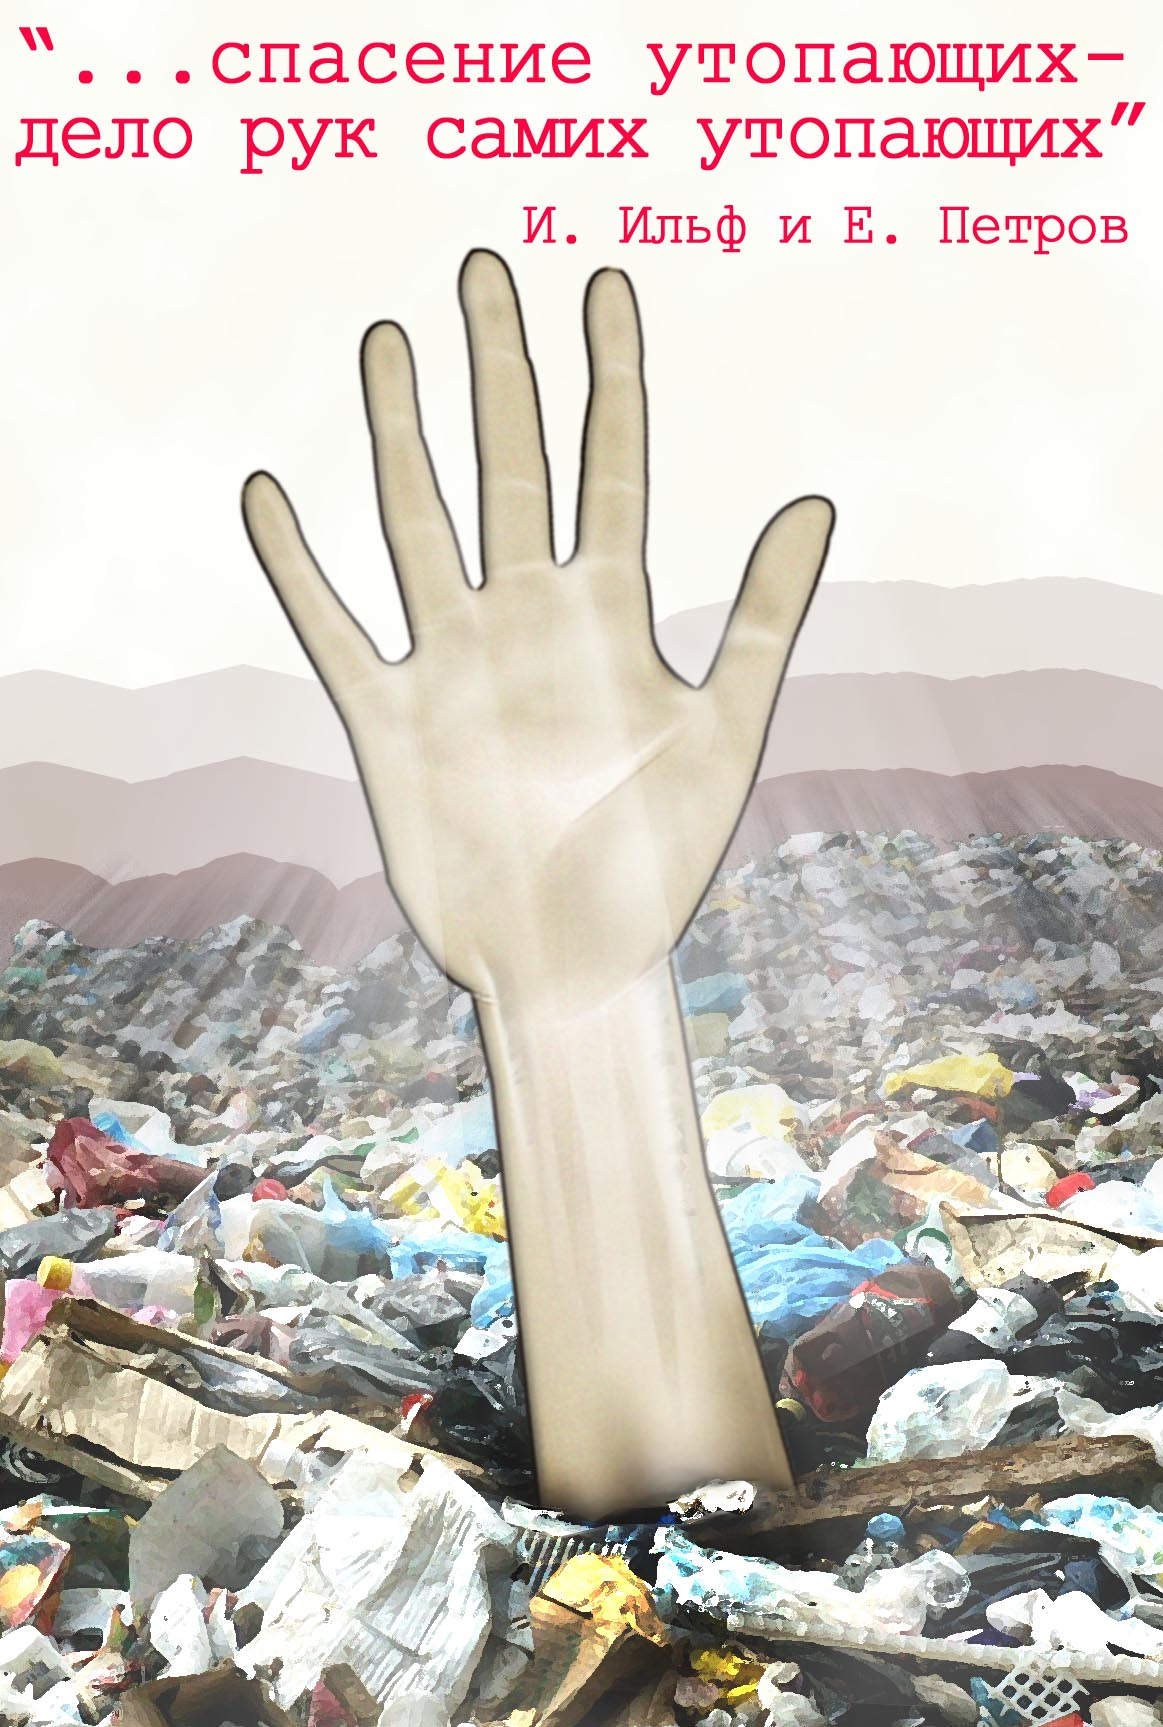 “...спасение утопающих-
дело рук самих утопающих”
И. Ильф и Е. Петров